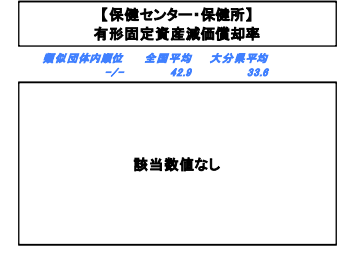 【保健センター・保健所】
有形固定資産減価償却率
類似団体内順位 全国平均 大分県平均
-/- 42.9 33.6
該当数値なし